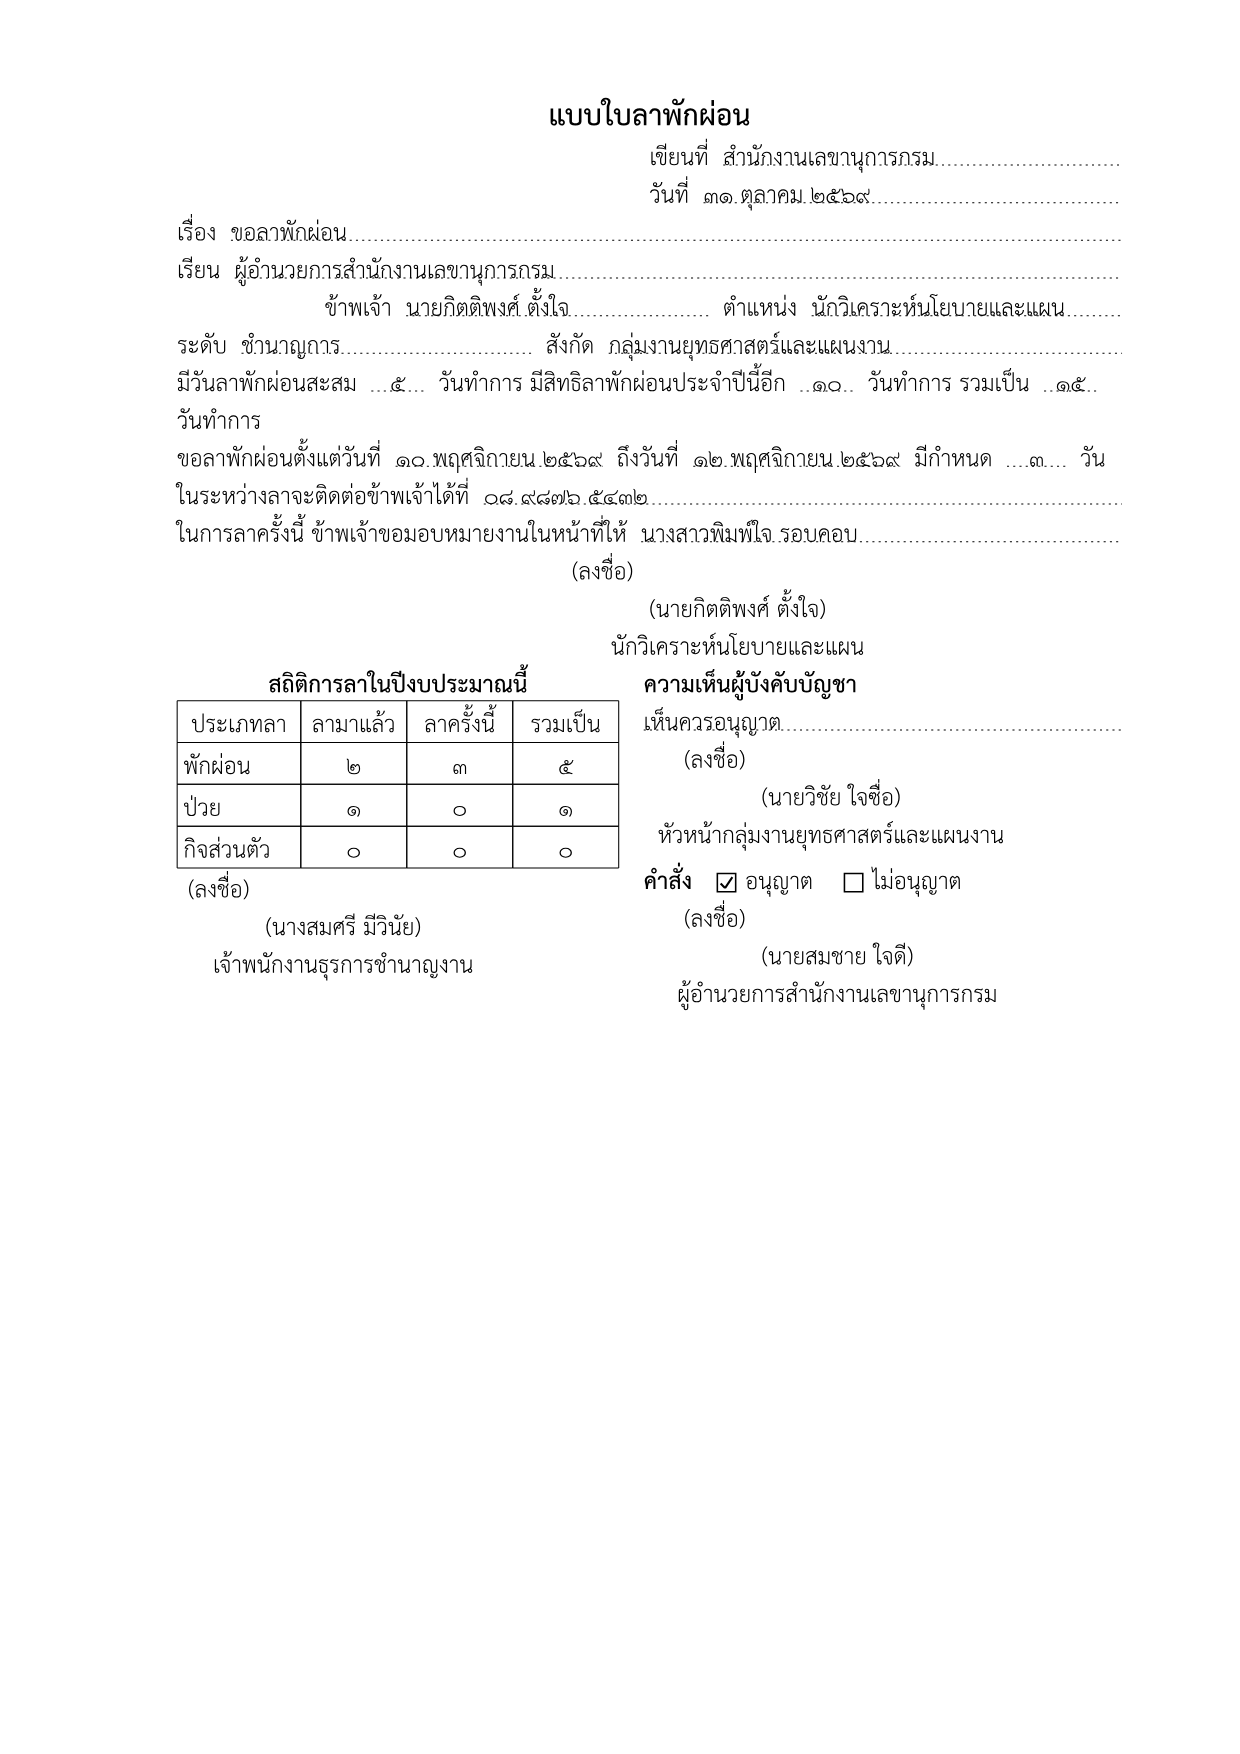 แบบใบลาพักผ่อน
เขียนที่ สำนักงานเลขานุการกรม
วันที่ ๓๑ ตุลาคม ๒๕๖๙
เรื่อง ขอลาพักผ่อน
เรียน ผู้อำนวยการสำนักงานเลขานุการกรม
ข้าพเจ้า นายกิตติพงศ์ ตั้งใจ ตำแหน่ง นักวิเคราะห์นโยบายและแผน
ระดับ ชำนาญการ สังกัด กลุ่มงานยุทธศาสตร์และแผนงาน
มีวันลาพักผ่อนสะสม ๕ วันทำการ มีสิทธิลาพักผ่อนประจำปีนี้อีก ๑๐ วันทำการ รวมเป็น ๑๕
วันทำการ
ขอลาพักผ่อนตั้งแต่วันที่ ๑๐ พฤศจิกายน ๒๕๖๙ ถึงวันที่ ๑๒ พฤศจิกายน ๒๕๖๙ มีกำหนด ๓ วัน
ในระหว่างลาจะติดต่อข้าพเจ้าได้ที่ ๐๘ ๙๘๗๖ ๕๔๓๒
ในการลาครั้งนี้ ข้าพเจ้าขอมอบหมายงานในหน้าที่ให้ นางสาวพิมพ์ใจ รอบคอบ
(ลงชื่อ)
(นายกิตติพงศ์ ตั้งใจ)
นักวิเคราะห์นโยบายและแผน
สถิติการลาในปีงบประมาณนี้
ประเภทลา ลามาแล้ว ลาครั้งนี้ รวมเป็น
พักผ่อน ๒ ๓ ๕
ป่วย ๑ ๐ ๑
กิจส่วนตัว ๐ ๐ ๐
(ลงชื่อ)
(นางสมศรี มีวินัย)
เจ้าพนักงานธุรการชำนาญงาน
ความเห็นผู้บังคับบัญชา
เห็นควรอนุญาต
(ลงชื่อ)
(นายวิชัย ใจซื่อ)
หัวหน้ากลุ่มงานยุทธศาสตร์และแผนงาน
คำสั่ง ☑ อนุญาต ☐ ไม่อนุญาต
(ลงชื่อ)
(นายสมชาย ใจดี)
ผู้อำนวยการสำนักงานเลขานุการกรม